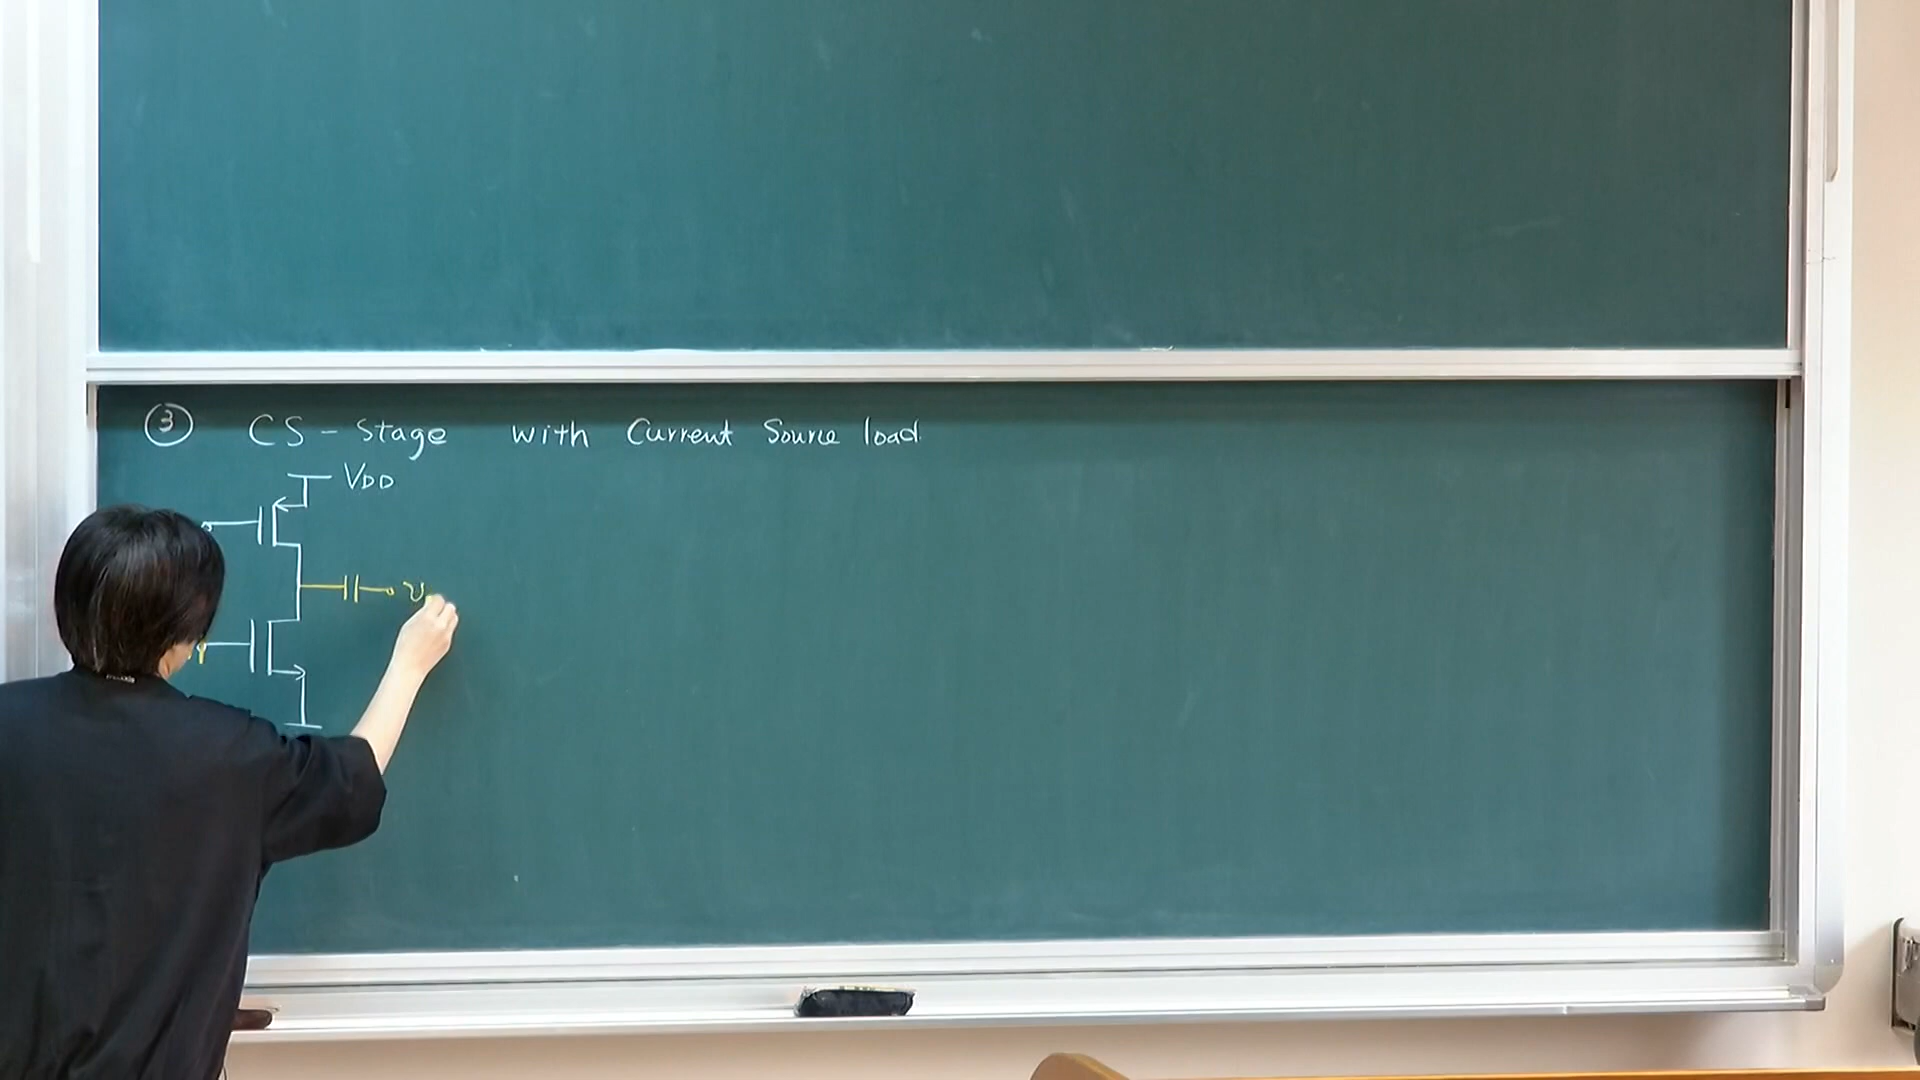 ③ CS - Stage with Current Source load
VDD
v